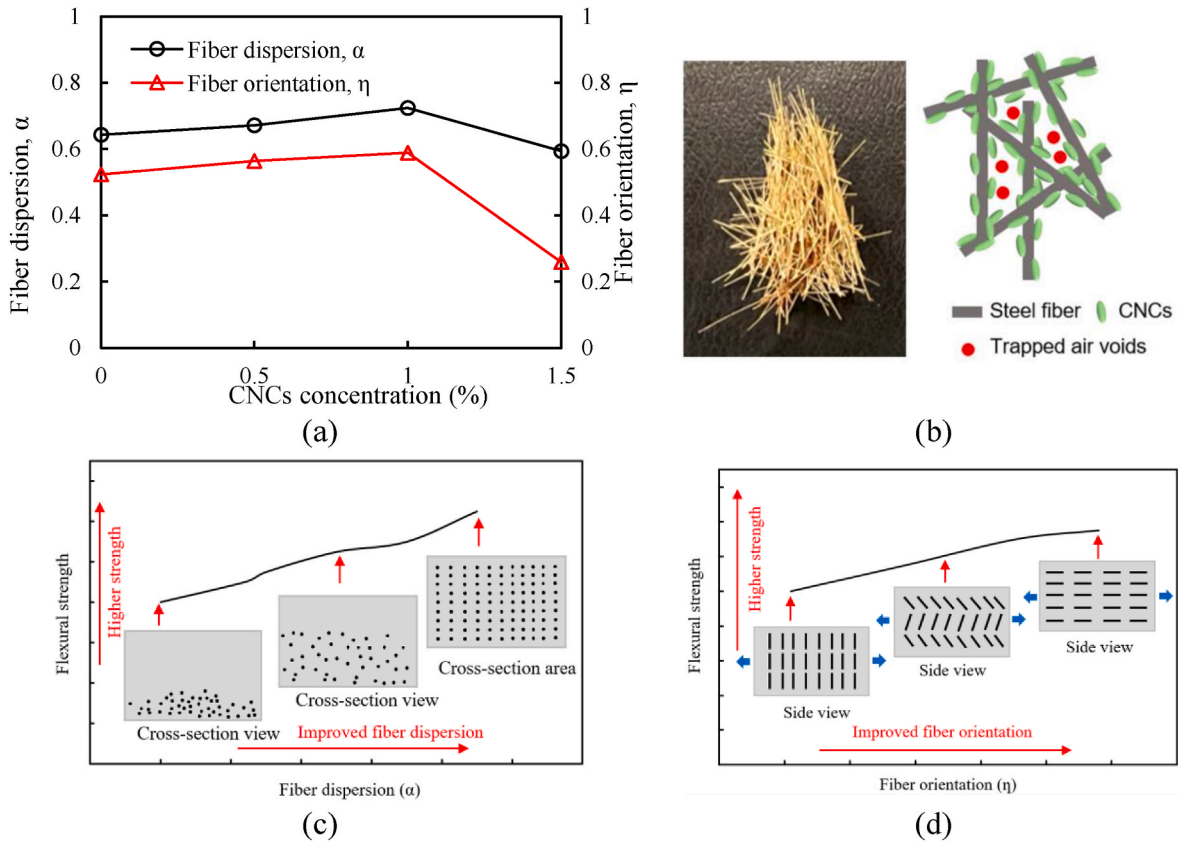 1
0.8
0.6
0.4
0.2
0
Fiber dispersion, α
Fiber dispersion, α
Fiber orientation, η
1
0.8
0.6
0.4
0.2
0
Fiber orientation, η
0 0.5 1 1.5
CNCs concentration (%)
(a)
Steel fiber CNCs
Trapped air voids
(b)
Flexural strength
Higher strength
Cross-section view
Cross-section view
Cross-section area
Improved fiber dispersion
Fiber dispersion (α)
(c)
Flexural strength
Higher strength
Side view
Side view
Side view
Improved fiber orientation
Fiber orientation (η)
(d)